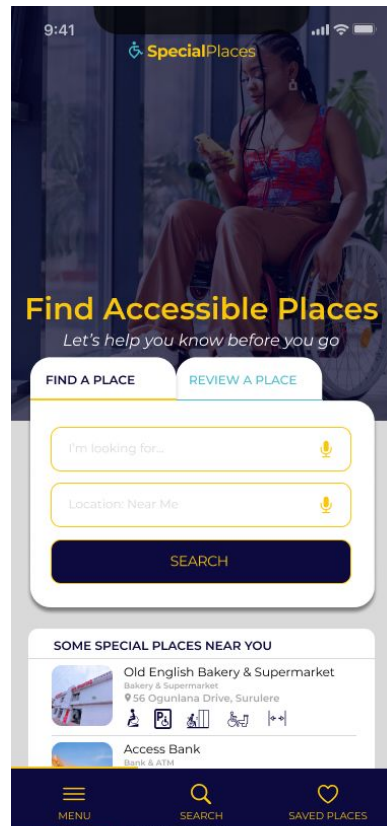 9:41
SpecialPlaces
Find Accessible Places
Let's help you know before you go
FIND A PLACE
REVIEW A PLACE
I'm looking for...
Location: Near Me
SEARCH
SOME SPECIAL PLACES NEAR YOU
Old English Bakery & Supermarket
Bakery & Supermarket
56 Ogunlana Drive, Surulere
Access Bank
Bank & ATM
MENU
SEARCH
SAVED PLACES